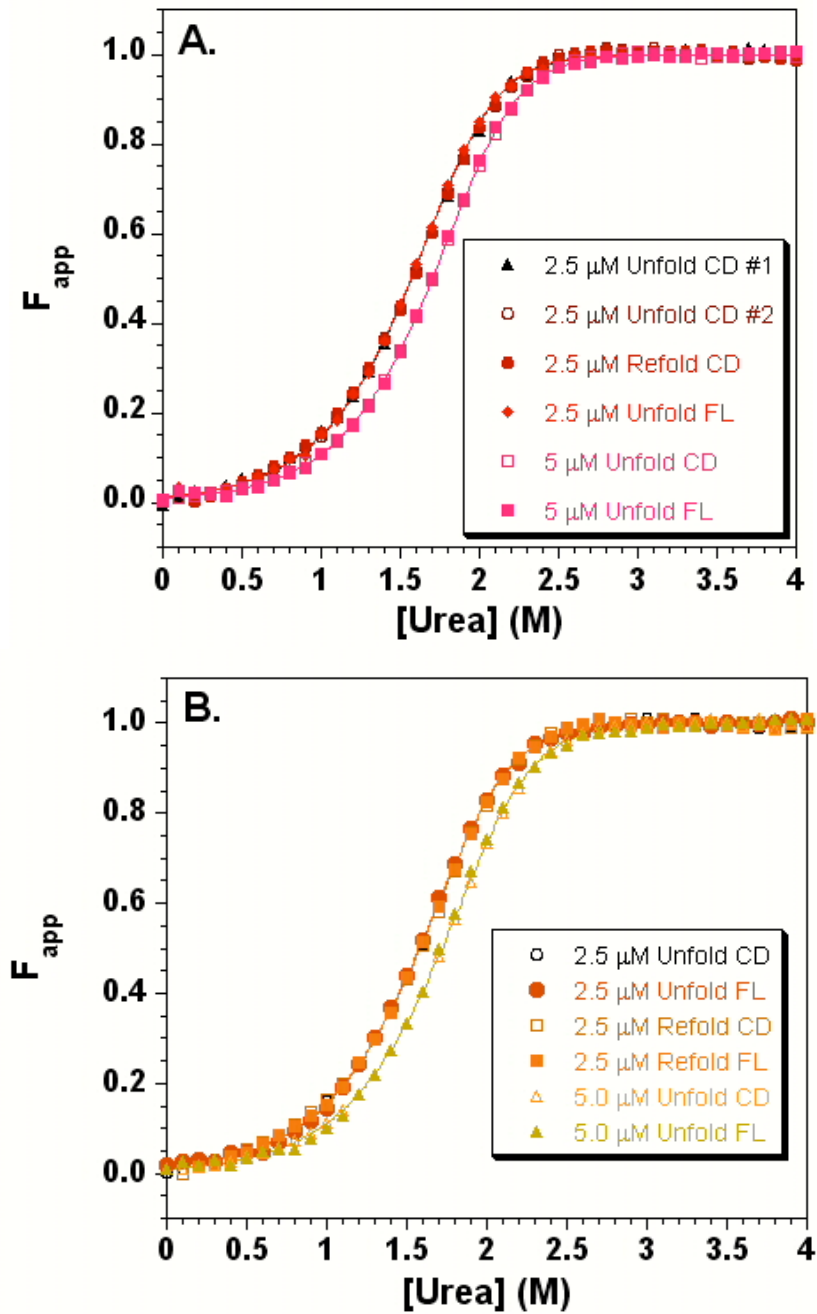 A.
1.0
0.8
0.6
0.4
0.2
0.0
F app
2.5 μM Unfold CD #1
2.5 μM Unfold CD #2
2.5 μM Refold CD
2.5 μM Unfold FL
5 μM Unfold CD
5 μM Unfold FL
0 0.5 1 1.5 2 2.5 3 3.5 4
[Urea] (M)
B.
1.0
0.8
0.6
0.4
0.2
0.0
F app
2.5 μM Unfold CD
2.5 μM Unfold FL
2.5 μM Refold CD
2.5 μM Refold FL
5.0 μM Unfold CD
5.0 μM Unfold FL
0 0.5 1 1.5 2 2.5 3 3.5 4
[Urea] (M)